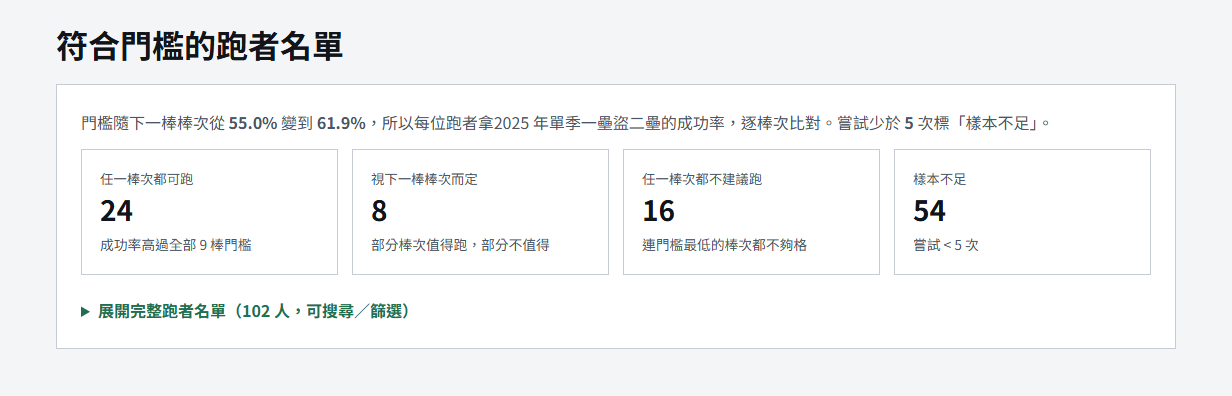 符合門檻的跑者名單
門檻隨下一棒棒次從 55.0% 變到 61.9%，所以每位跑者拿2025 年單季一壘盜二壘的成功率，逐棒次比對。嘗試少於 5 次標「樣本不足」。
任一棒次都可跑
24
成功率高過全部 9 棒門檻
視下一棒棒次而定
8
部分棒次值得跑，部分不值得
任一棒次都不建議跑
16
連門檻最低的棒次都不夠格
樣本不足
54
嘗試 < 5 次
▶ 展開完整跑者名單（102 人，可搜尋／篩選）